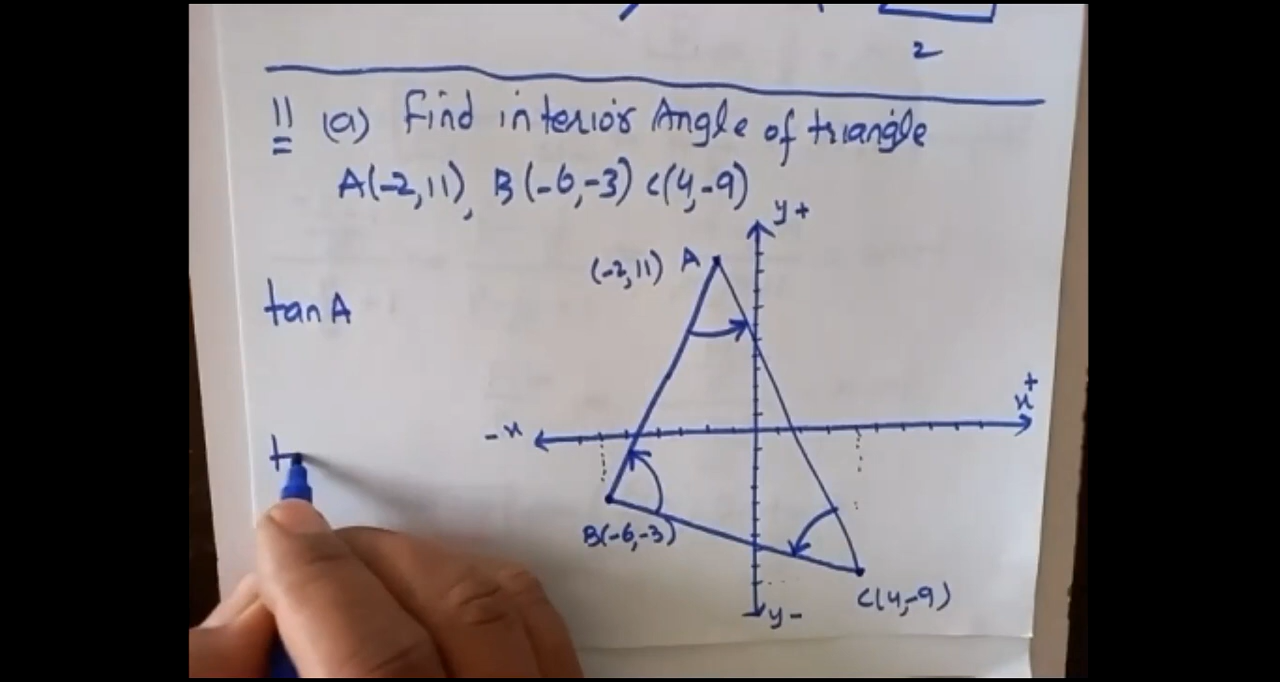 2
11 (a) Find interior Angle of triangle
A(-2,11), B(-6,-3) C(4,-9)
y+
(-2,11) A
tan A
x+
-x
B(-6,-3)
C(4,-9)
y-